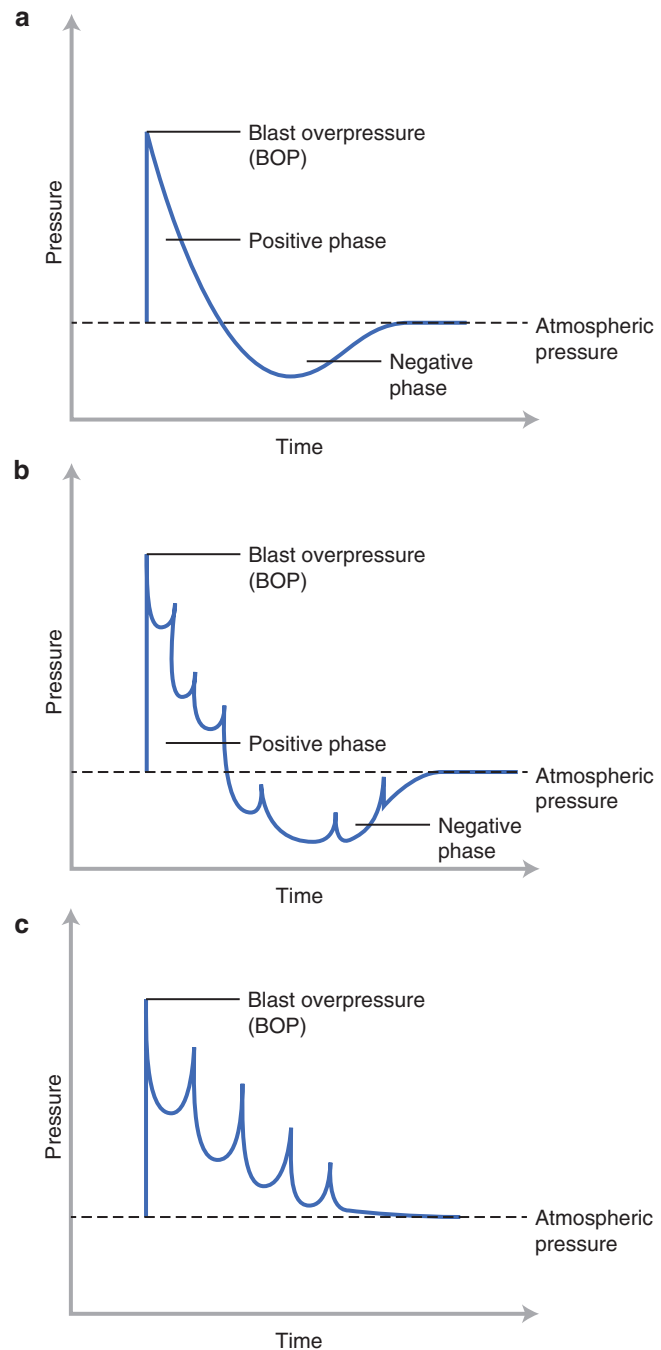 a
Blast overpressure
(BOP)
Positive phase
Pressure
Atmospheric
pressure
Negative
phase
Time
b
Blast overpressure
(BOP)
Pressure
Positive phase
Atmospheric
pressure
Negative
phase
Time
c
Blast overpressure
(BOP)
Pressure
Atmospheric
pressure
Time